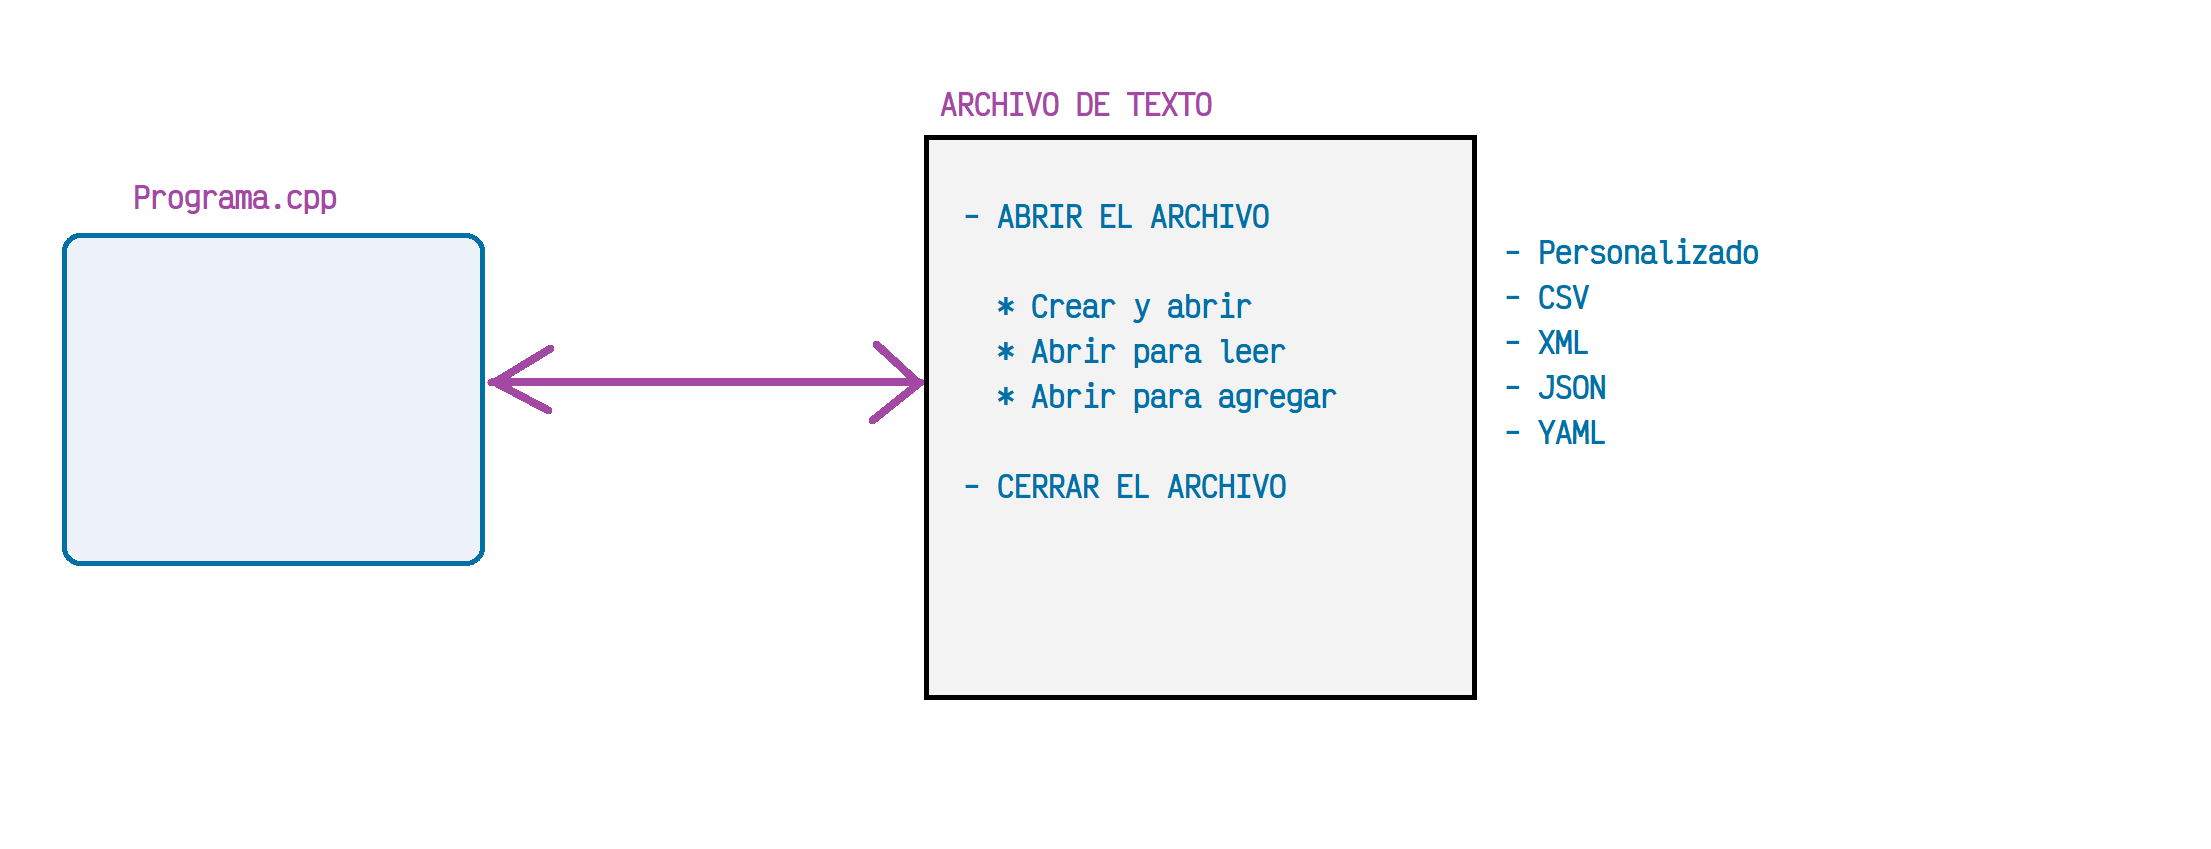 ARCHIVO DE TEXTO
Programa.cpp
- ABRIR EL ARCHIVO
* Crear y abrir
* Abrir para leer
* Abrir para agregar
- CERRAR EL ARCHIVO
- Personalizado
- CSV
- XML
- JSON
- YAML